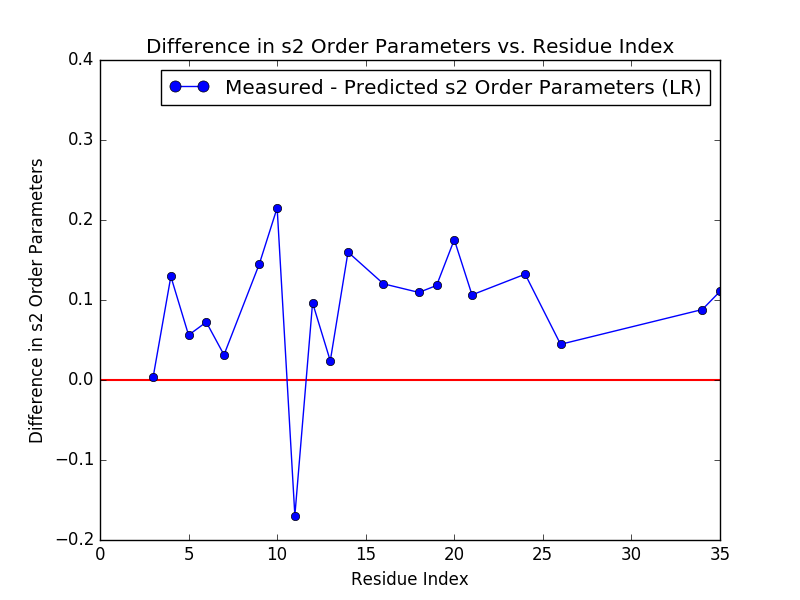 Difference in s2 Order Parameters vs. Residue Index
Measured - Predicted s2 Order Parameters (LR)
Difference in s2 Order Parameters
0.4
0.3
0.2
0.1
0.0
−0.1
−0.2
0 5 10 15 20 25 30 35
Residue Index